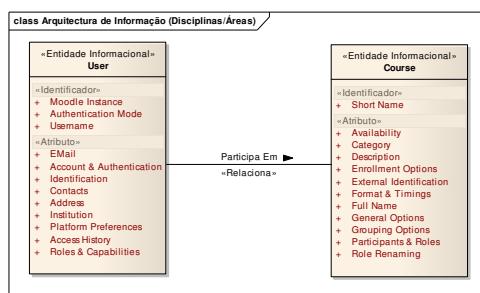 class Arquitectura de Informação (Disciplinas/Áreas)
«Entidade Informacional»
User
«Identificador»
+ Moodle Instance
+ Authentication Mode
+ Username
«Atributo»
+ EMail
+ Account & Authentication
+ Identification
+ Contacts
+ Address
+ Institution
+ Platform Preferences
+ Access History
+ Roles & Capabilities
Participa Em
«Relaciona»
«Entidade Informacional»
Course
«Identificador»
+ Short Name
«Atributo»
+ Availability
+ Category
+ Description
+ Enrollment Options
+ External Identification
+ Format & Timings
+ Full Name
+ General Options
+ Grouping Options
+ Participants & Roles
+ Role Renaming